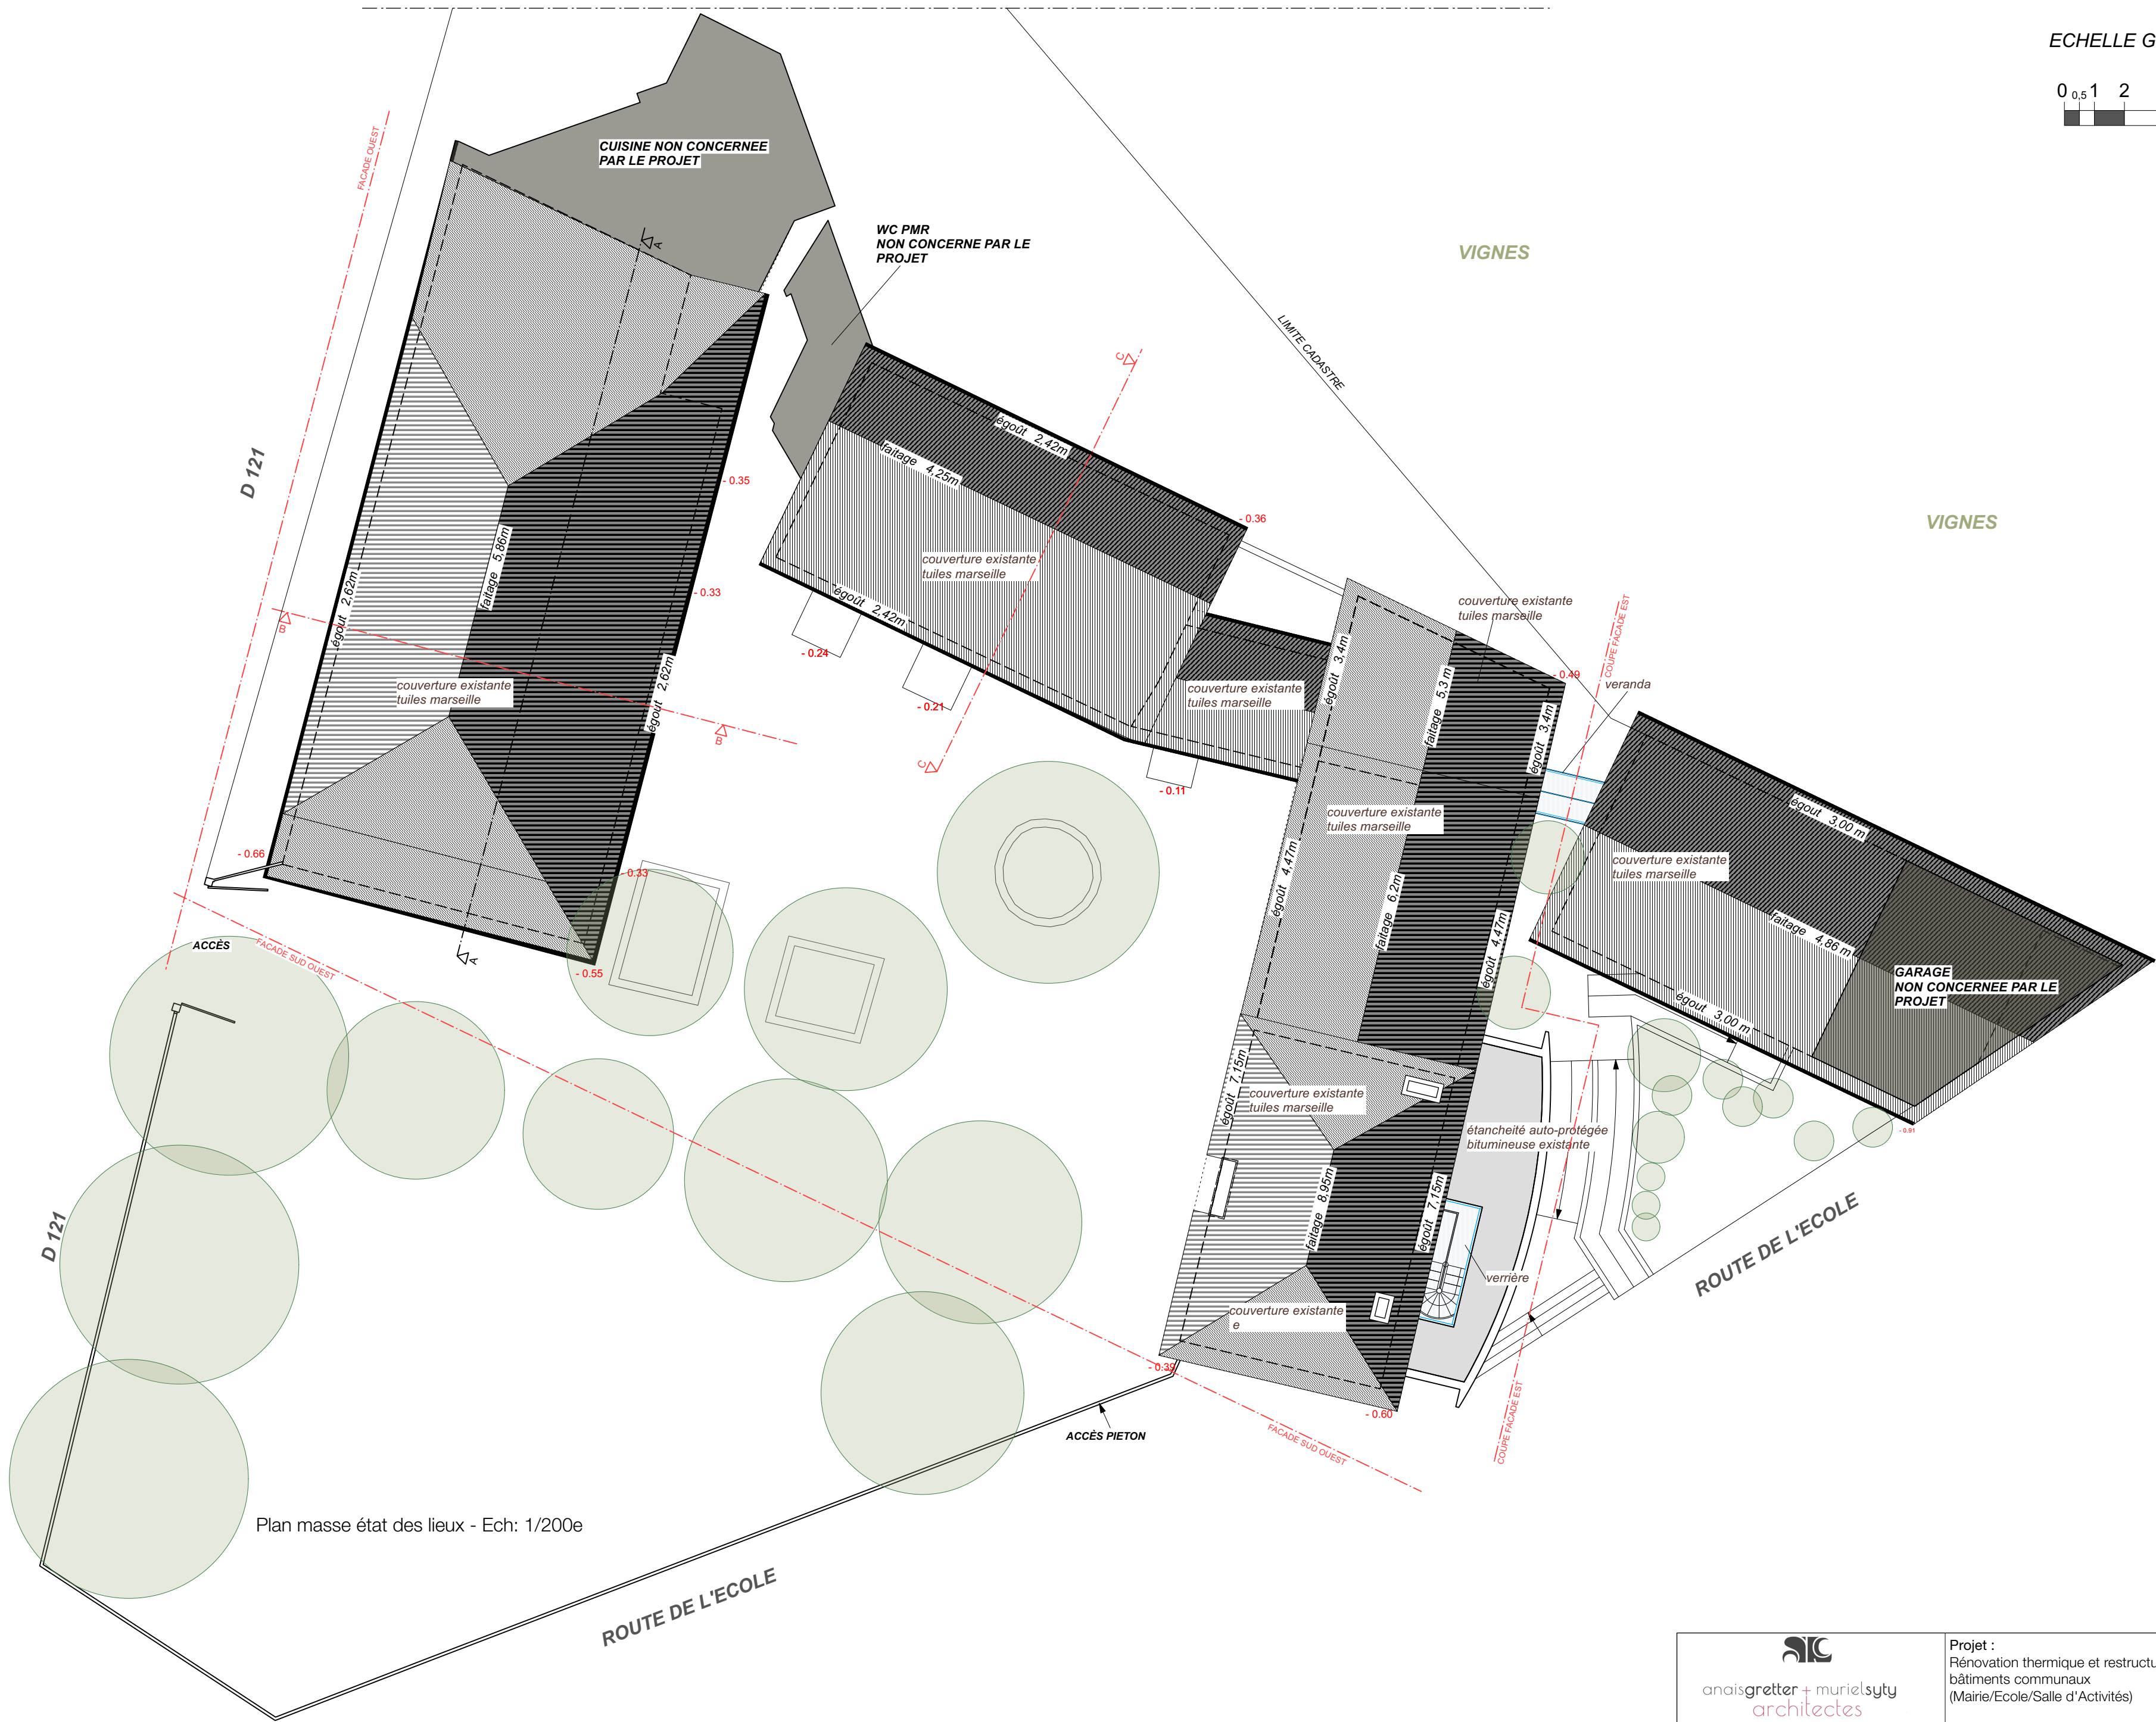 ECHELLE G
0 0,5 1 2
FACADE OUEST
CUISINE NON CONCERNEE
PAR LE PROJET
A
WC PMR
NON CONCERNE PAR LE
PROJET
VIGNES
LIMITE CADASTRE
C
D 121
égoût 2,42m
faitage 4,25m
- 0.35
- 0.36
VIGNES
faitage 5,86m
couverture existante
tuiles marseille
égout 2,62m
- 0.33
égoût 2,42m
couverture existante
tuiles marseille
COUPE FACADE EST
B
- 0.24
égoût 3,4m
faitage 5,3 m
- 0.49
veranda
égout 2,62m
couverture existante
tuiles marseille
couverture existante
tuiles marseille
- 0.21
B
égoût 3,4m
C
- 0.11
égout 3,00 m
couverture existante
tuiles marseille
- 0.66
- 0.33
égoût 4,47m
faitage 6,2m
égoût 4,47m
couverture existante
tuiles marseille
faitage 4,86 m
ACCÈS
FACADE SUD OUEST
A
- 0.55
GARAGE
NON CONCERNEE PAR LE
PROJET
égout 3,00 m
égoût 7,15m
couverture existante
tuiles marseille
étancheité auto-protégée
bitumineuse existante
- 0.91
faitage 8,95m
égoût 7,15m
D 121
ROUTE DE L'ECOLE
verrière
couverture existante
e
- 0.39
- 0.60
COUPE FACADE EST
ACCÈS PIETON
FACADE SUD OUEST
Plan masse état des lieux - Ech: 1/200e
ROUTE DE L'ECOLE
anaisgretter + murielsyty
architectes
Projet :
Rénovation thermique et restructu
bâtiments communaux
(Mairie/Ecole/Salle d'Activités)